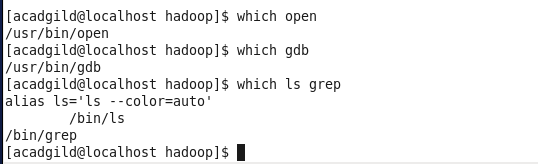 [acadgild@localhost hadoop]$ which open
/usr/bin/open
[acadgild@localhost hadoop]$ which gdb
/usr/bin/gdb
[acadgild@localhost hadoop]$ which ls grep
alias ls='ls --color=auto'
        /bin/ls
/bin/grep
[acadgild@localhost hadoop]$